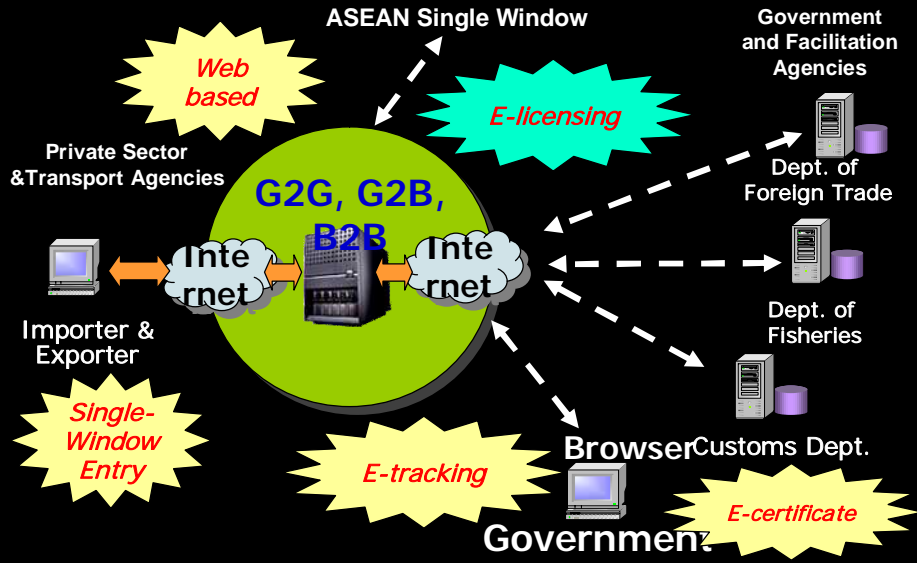 ASEAN Single Window
Government
and Facilitation
Agencies
Web
based
E-licensing
Private Sector
&Transport Agencies
G2G, G2B,
B2B
Dept. of
Foreign Trade
Inte
rnet
Inte
rnet
Importer &
Exporter
Dept. of
Fisheries
Single-
Window
Entry
E-tracking
Browser
Customs Dept.
Government
E-certificate